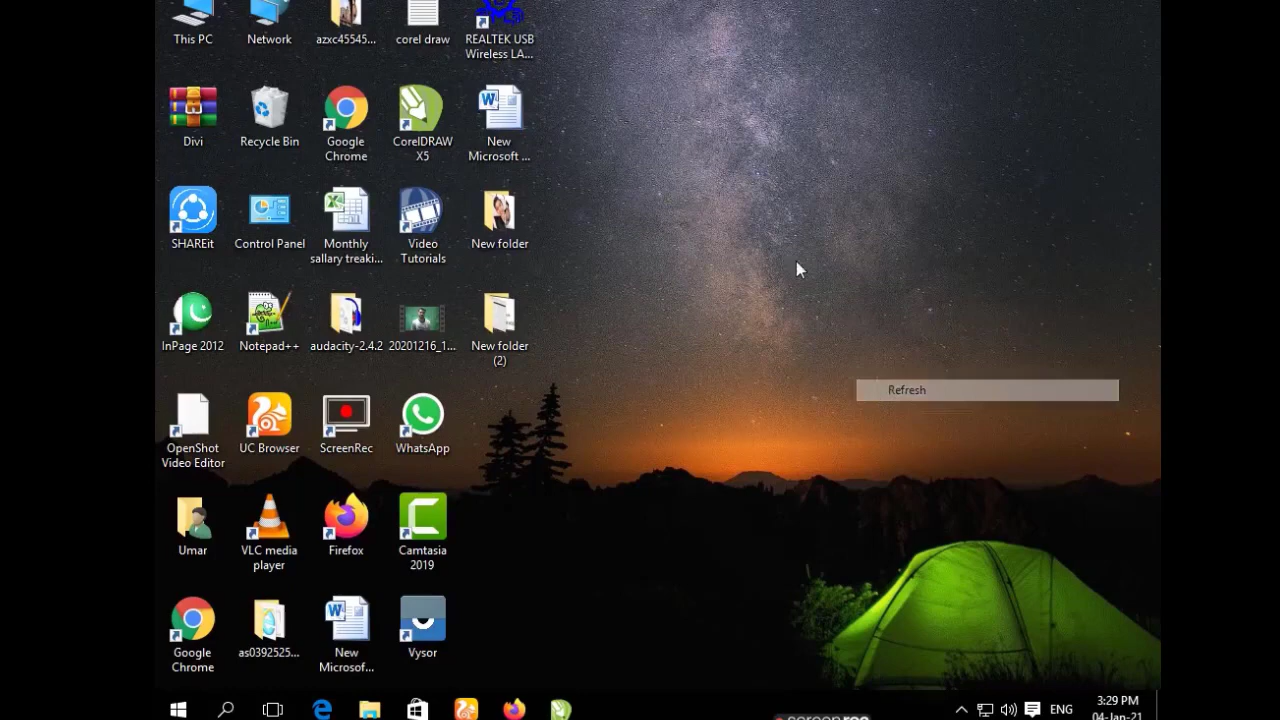 This PC
Network
azxc45545...
corel draw
REALTEK USB
Wireless LA...
Divi
Recycle Bin
Google
Chrome
CorelDRAW
X5
New
Microsoft ...
SHAREit
Control Panel
Monthly
sallary treaki...
Video
Tutorials
New folder
InPage 2012
Notepad++
audacity-2.4.2
20201216_1...
New folder
(2)
Refresh
OpenShot
Video Editor
UC Browser
ScreenRec
WhatsApp
Umar
VLC media
player
Firefox
Camtasia
2019
Google
Chrome
as0392525...
New
Microsof...
Vysor
ENG
3:29 PM
04-Jan-21
screenrec